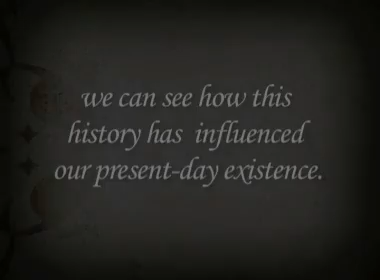 we can see how this
history has influenced
our present-day existence.